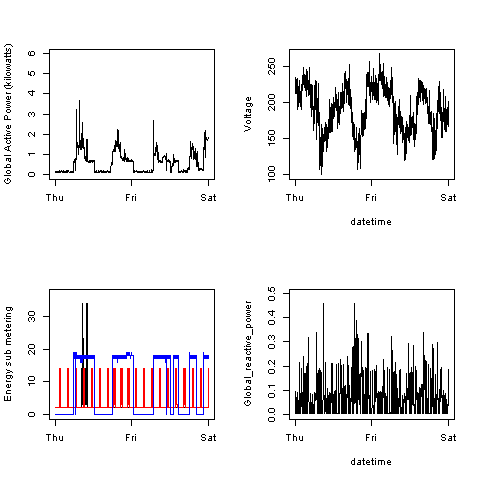 Global Active Power (kilowatts)
0 1 2 3 4 5 6
Thu Fri Sat
Voltage
100 150 200 250
Thu Fri Sat
datetime
Energy sub metering
0 10 20 30
Thu Fri Sat
Global_reactive_power
0.0 0.1 0.2 0.3 0.4 0.5
Thu Fri Sat
datetime